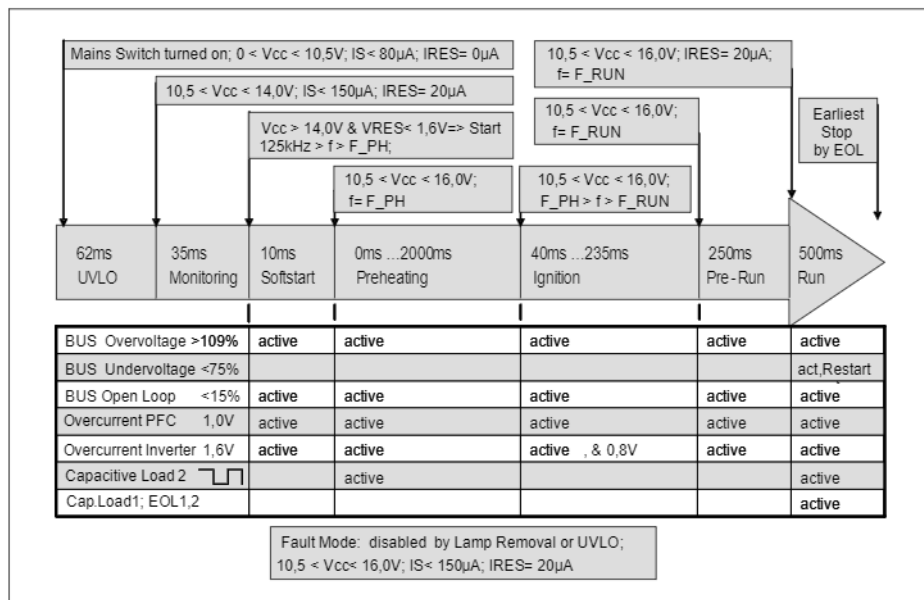 Mains Switch turned on; 0 < Vcc < 10,5V; IS< 80µA; IRES= 0µA
10,5 < Vcc < 14,0V; IS<150µA; IRES= 20µA
Vcc > 14,0V & VRES< 1,6V=> Start
125kHz > f > F_PH;
10,5 < Vcc < 16,0V;
f= F_PH
10,5 < Vcc < 16,0V; IRES= 20µA;
f= F_RUN
10,5 < Vcc < 16,0V;
f= F_RUN
10,5 < Vcc < 16,0V;
F_PH > f > F_RUN
Earliest
Stop
by EOL
62ms 35ms 10ms 0ms ...2000ms 40ms ...235ms 250ms 500ms
UVLO Monitoring Softstart Preheating Ignition Pre-Run Run
BUS Overvoltage >109% active active active active active
BUS Undervoltage <75% act,Restart
BUS Open Loop <15% active active active active active
Overcurrent PFC 1,0V active active active active active
Overcurrent Inverter 1,6V active active active , & 0,8V active active
Capacitive Load 2 active active
Cap.Load1; EOL1,2 active
Fault Mode: disabled by Lamp Removal or UVLO;
10,5 < Vcc< 16,0V; IS< 150µA; IRES= 20µA